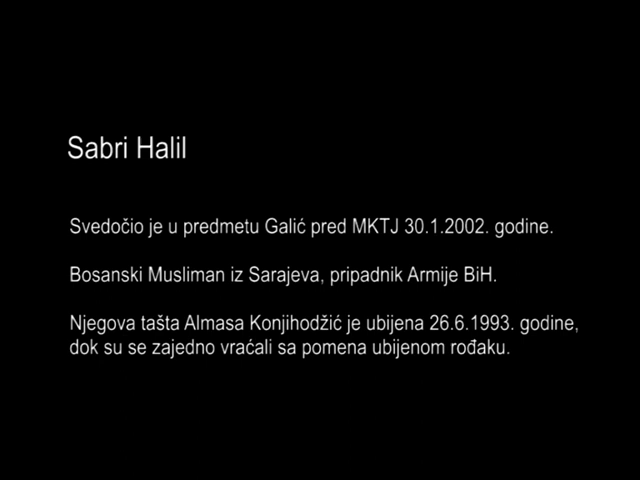 Sabri Halil
Svedočio je u predmetu Galić pred MKTJ 30.1.2002. godine.
Bosanski Musliman iz Sarajeva, pripadnik Armije BiH.
Njegova tašta Almasa Konjihodžić je ubijena 26.6.1993. godine,
dok su se zajedno vraćali sa pomena ubijenom rođaku.